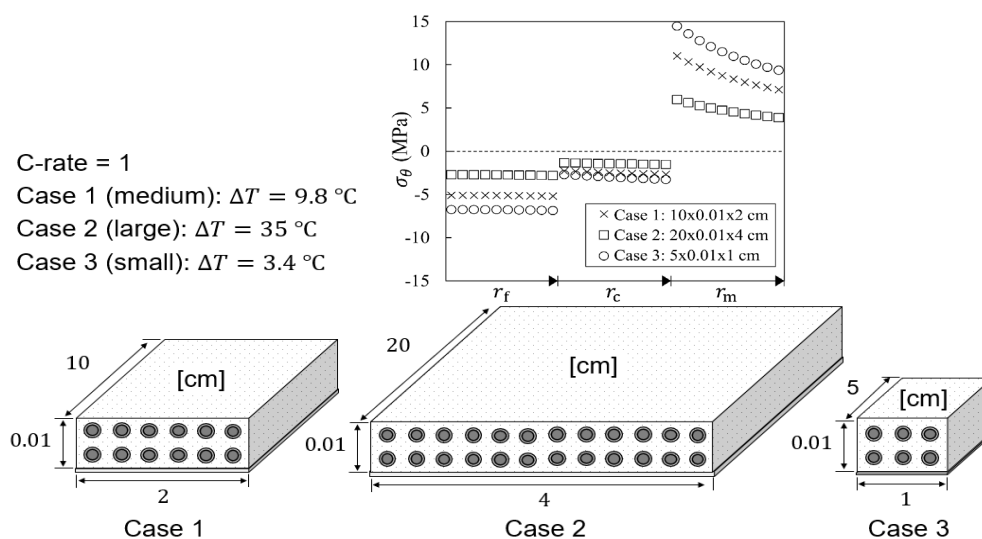 C-rate = 1
Case 1 (medium): ΔT = 9.8 ℃
Case 2 (large): ΔT = 35 ℃
Case 3 (small): ΔT = 3.4 ℃
σθ (MPa)
15
10
5
0
-5
-10
-15
Case 1: 10x0.01x2 cm
Case 2: 20x0.01x4 cm
Case 3: 5x0.01x1 cm
rf rc rm
10
[cm]
0.01
2
Case 1
20
[cm]
0.01
4
Case 2
5
[cm]
0.01
1
Case 3